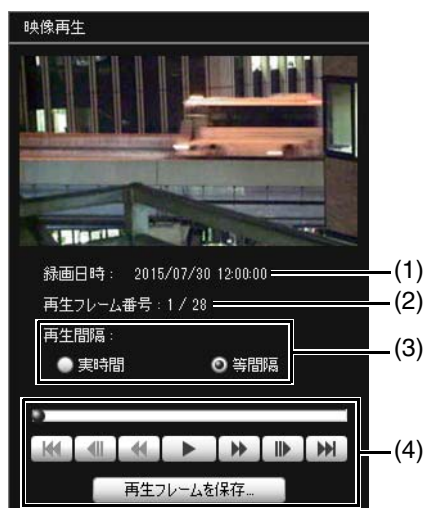 映像再生
録画日時： 2015/07/30 12:00:00
(1)
再生フレーム番号：1 / 28
(2)
再生間隔：
実時間 等間隔
(3)
(4)
再生フレームを保存...